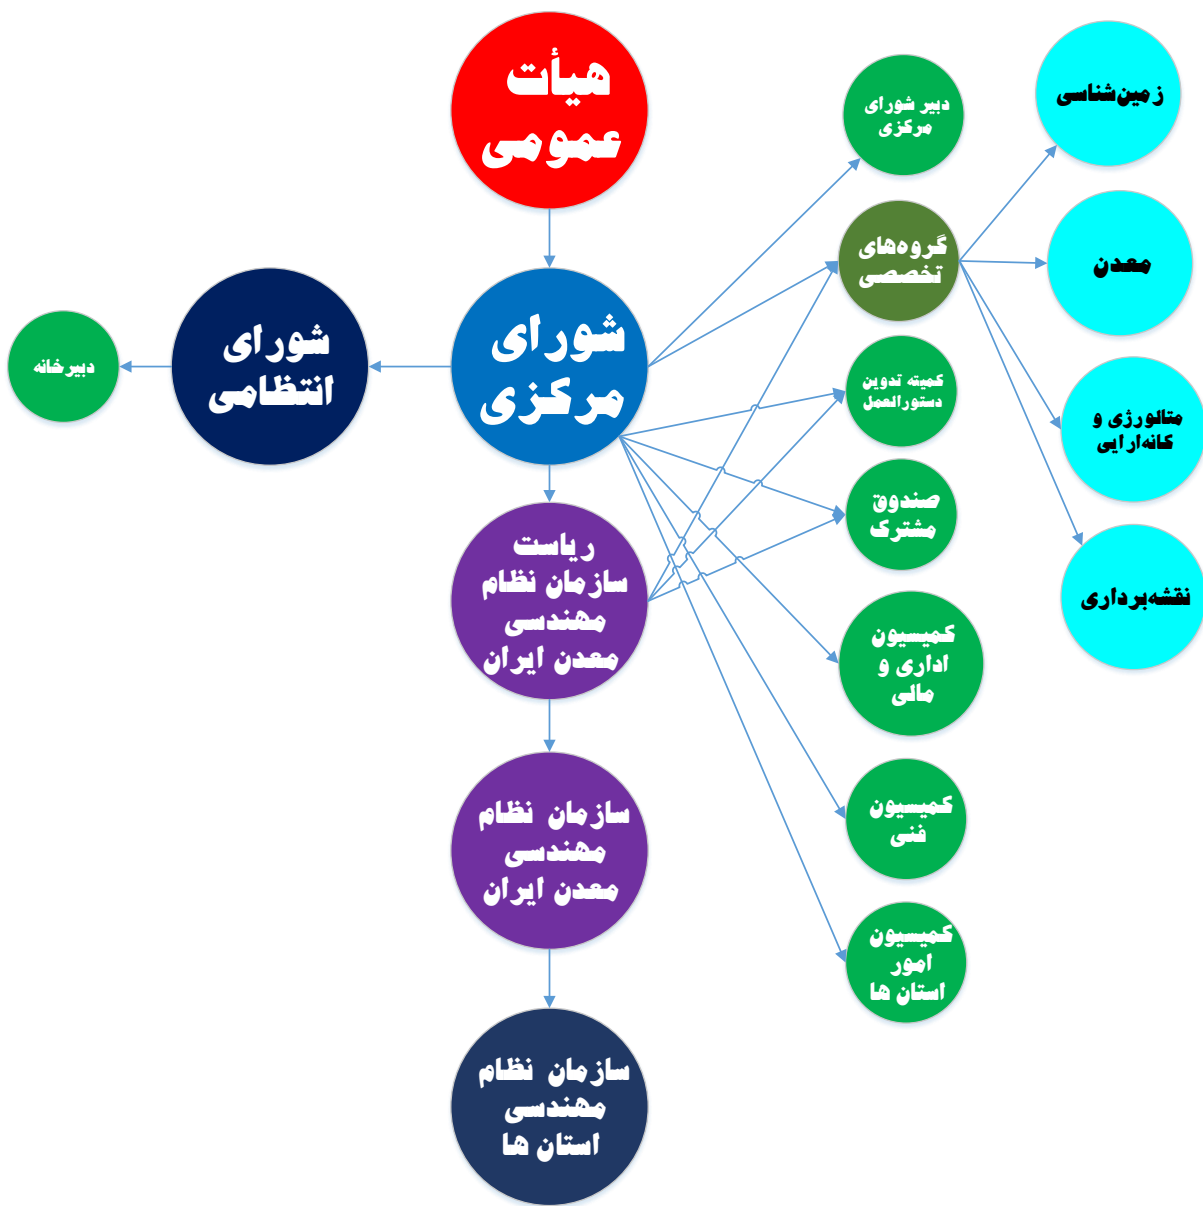 هیأت
عمومی
شورای
مرکزی
شورای
انتظامی
دبیرخانه
ریاست
سازمان نظام
مهندسی
معدن ایران
سازمان نظام
مهندسی
معدن ایران
سازمان نظام
مهندسی
استان ها
دبیر شورای
مرکزی
گروه‌های
تخصصی
کمیته تدوین
دستورالعمل
صندوق
مشترک
کمیسیون
اداری و
مالی
کمیسیون
فنی
کمیسیون
امور
استان ها
زمین‌شناسی
معدن
متالورژی و
کانه‌ارایی
نقشه‌برداری